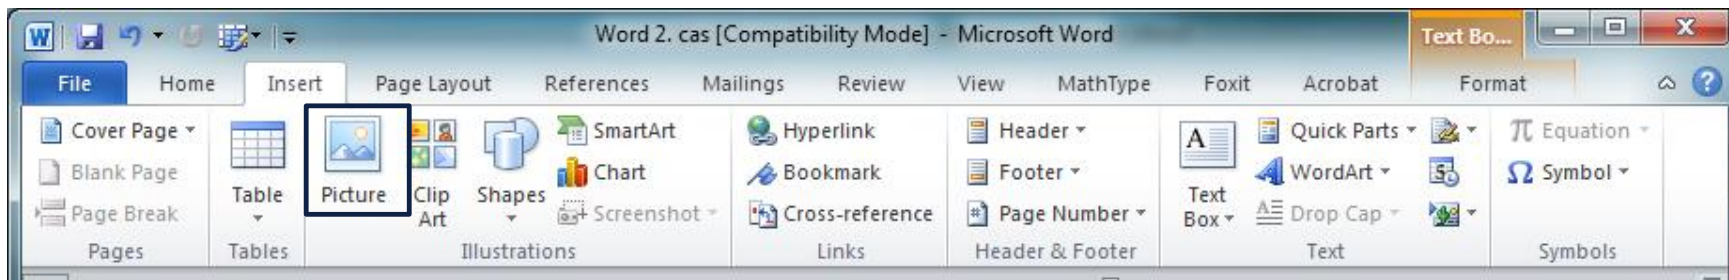 Word 2. cas [Compatibility Mode] - Microsoft Word
Text Bo...
File Home Insert Page Layout References Mailings Review View MathType Foxit Acrobat Format
Cover Page
Blank Page
Page Break
Pages
Table
Tables
Picture
Clip
Art
Shapes
SmartArt
Chart
Screenshot
Illustrations
Hyperlink
Bookmark
Cross-reference
Links
Header
Footer
Page Number
Header & Footer
Text
Box
Quick Parts
WordArt
Drop Cap
Text
Equation
Symbol
Symbols